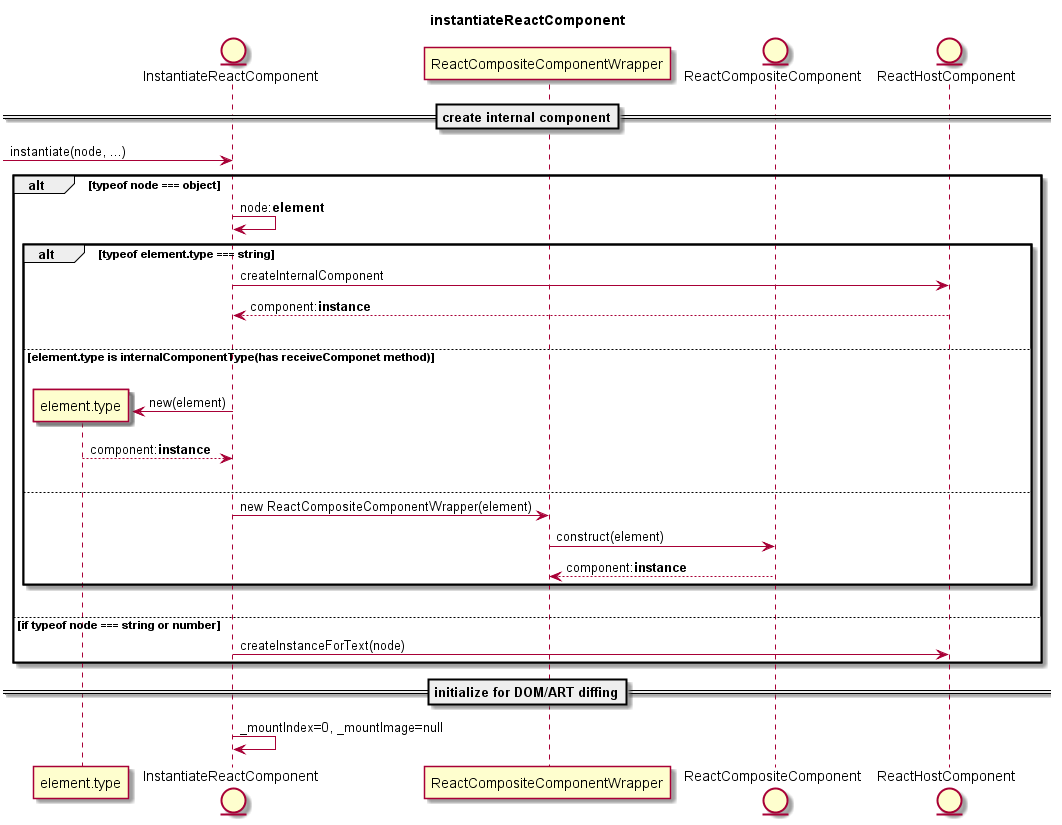 instantiateReactComponent
InstantiateReactComponent
ReactCompositeComponentWrapper
ReactCompositeComponent
ReactHostComponent
create internal component
instantiate(node, ...)
alt [typeof node === object]
node:element
alt [typeof element.type === string]
createInternalComponent
component:instance
[element.type is internalComponentType(has receiveComponet method)]
element.type
new(element)
component:instance
new ReactCompositeComponentWrapper(element)
construct(element)
component:instance
[if typeof node === string or number]
createInstanceForText(node)
initialize for DOM/ART diffing
_mountIndex=0, _mountImage=null
element.type
InstantiateReactComponent
ReactCompositeComponentWrapper
ReactCompositeComponent
ReactHostComponent